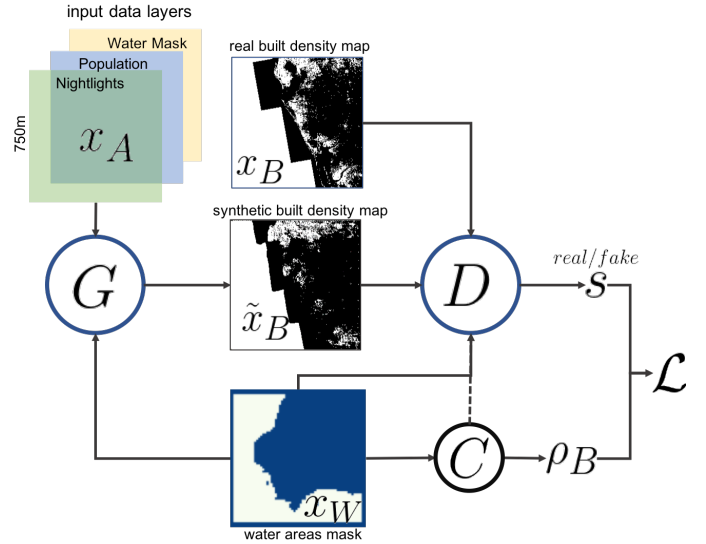 input data layers
Water Mask
Population
Nightlights
750m
x_A
real built density map
x_B
synthetic built density map
x̃_B
G
D
real/fake
s
ℒ
C
ρ_B
x_W
water areas mask